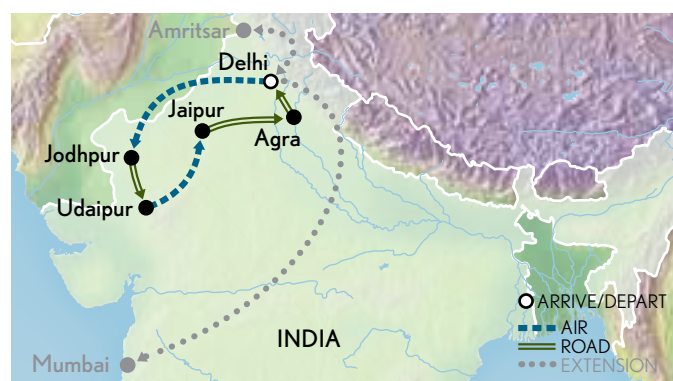 Amritsar
Delhi
Jaipur
Agra
Jodhpur
Udaipur
ARRIVE/DEPART
AIR
INDIA
ROAD
Mumbai
EXTENSION